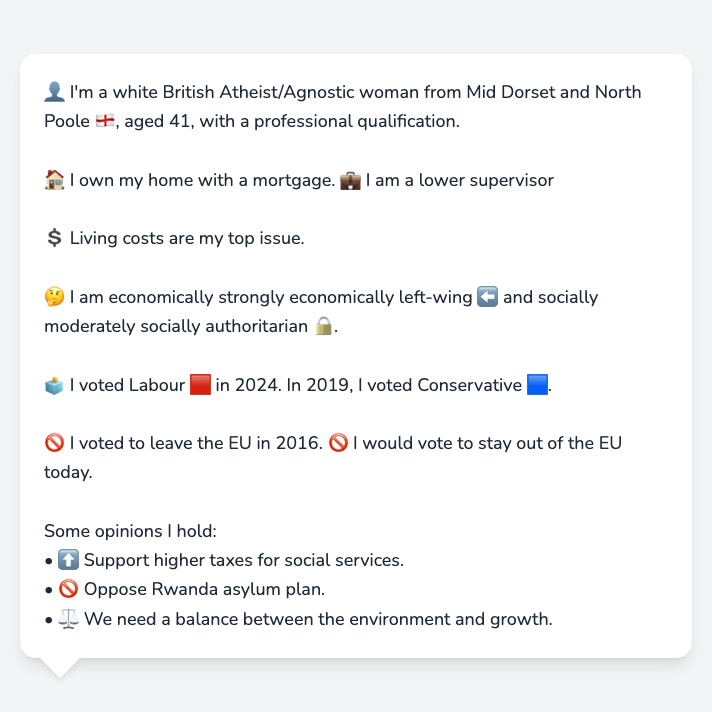 👤 I'm a white British Atheist/Agnostic woman from Mid Dorset and North
Poole 🏴󠁧󠁢󠁥󠁮󠁧󠁿, aged 41, with a professional qualification.
🏠 I own my home with a mortgage. 💼 I am a lower supervisor
💲 Living costs are my top issue.
🤔 I am economically strongly economically left-wing ⬅️ and socially
moderately socially authoritarian 🔒.
🗳️ I voted Labour 🟥 in 2024. In 2019, I voted Conservative 🟦.
🚫 I voted to leave the EU in 2016. 🚫 I would vote to stay out of the EU
today.
Some opinions I hold:
• ⬆️ Support higher taxes for social services.
• 🚫 Oppose Rwanda asylum plan.
• ⚖️ We need a balance between the environment and growth.